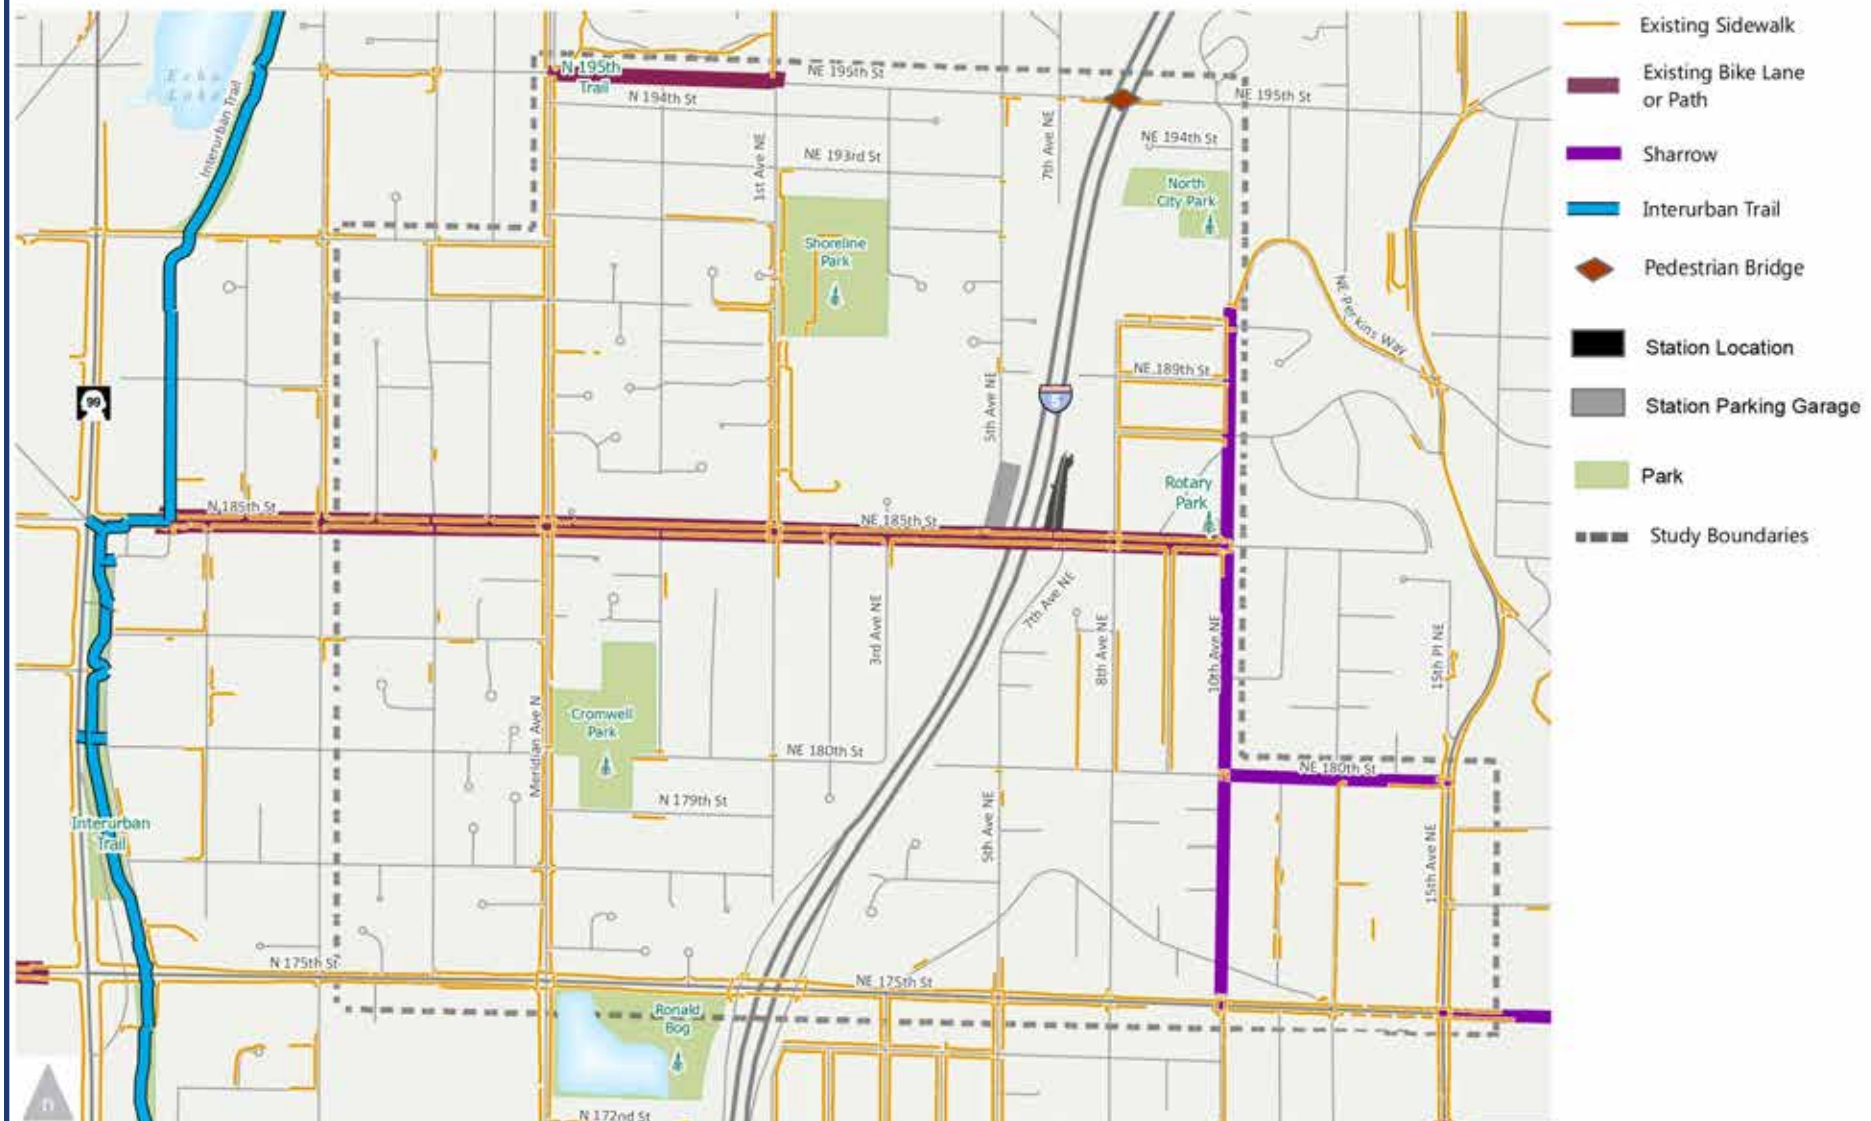 Existing Sidewalk
Existing Bike Lane
or Path
Sharrow
Interurban Trail
Pedestrian Bridge
Station Location
Station Parking Garage
Park
Study Boundaries
Echo
Lake
Interurban Trail
N 195th
Trail
NE 195th St
NE 195th St
N 194th St
NE 194th St
1st Ave NE
NE 193rd St
7th Ave NE
North
City Park
Shoreline
Park
NE Perkins Way
NE 189th St
99
5
5th Ave NE
Rotary
Park
N 185th St
NE 185th St
7th Ave NE
3rd Ave NE
8th Ave NE
10th Ave NE
15th Pl NE
Meridian Ave N
Cromwell
Park
NE 180th St
NE 180th St
N 179th St
5th Ave NE
15th Ave NE
Interurban
Trail
N 175th St
NE 175th St
Ronald
Bog
n
N 172nd St